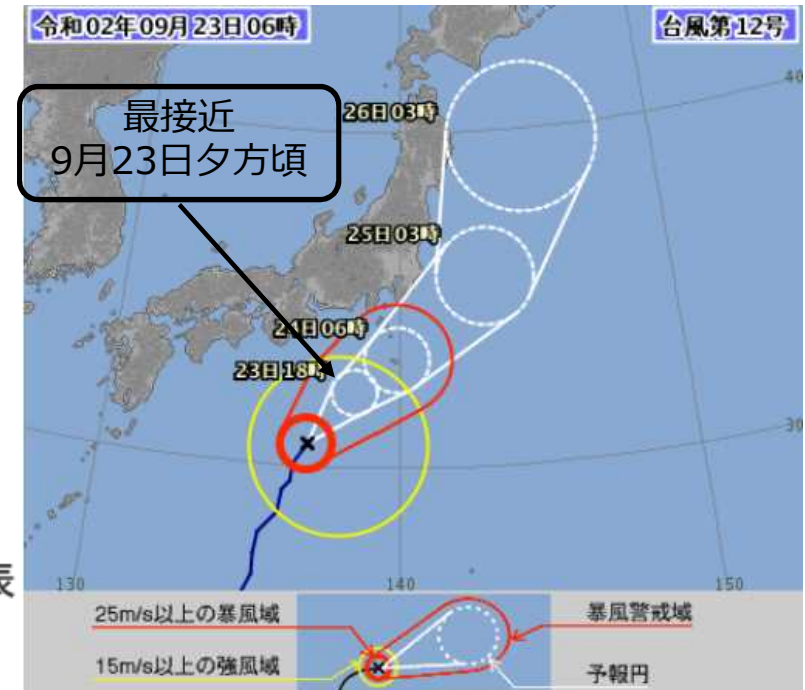 令和02年09月23日06時
台風第12号
40
26日03時
最接近
9月23日夕方頃
25日03時
24日06時
23日18時
30
表
130
140
150
25m/s以上の暴風域
暴風警戒域
15m/s以上の強風域
予報円